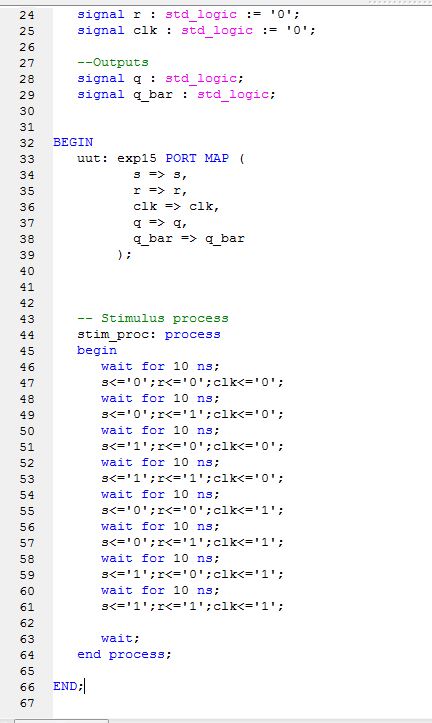 24 signal r : std_logic := '0';
25 signal clk : std_logic := '0';
26
27 --Outputs
28 signal q : std_logic;
29 signal q_bar : std_logic;
30
31
32 BEGIN
33 uut: exp15 PORT MAP (
34 s => s,
35 r => r,
36 clk => clk,
37 q => q,
38 q_bar => q_bar
39 );
40
41
42
43 -- Stimulus process
44 stim_proc: process
45 begin
46 wait for 10 ns;
47 s<='0';r<='0';clk<='0';
48 wait for 10 ns;
49 s<='0';r<='1';clk<='0';
50 wait for 10 ns;
51 s<='1';r<='0';clk<='0';
52 wait for 10 ns;
53 s<='1';r<='1';clk<='0';
54 wait for 10 ns;
55 s<='0';r<='0';clk<='1';
56 wait for 10 ns;
57 s<='0';r<='1';clk<='1';
58 wait for 10 ns;
59 s<='1';r<='0';clk<='1';
60 wait for 10 ns;
61 s<='1';r<='1';clk<='1';
62
63 wait;
64 end process;
65
66 END;
67